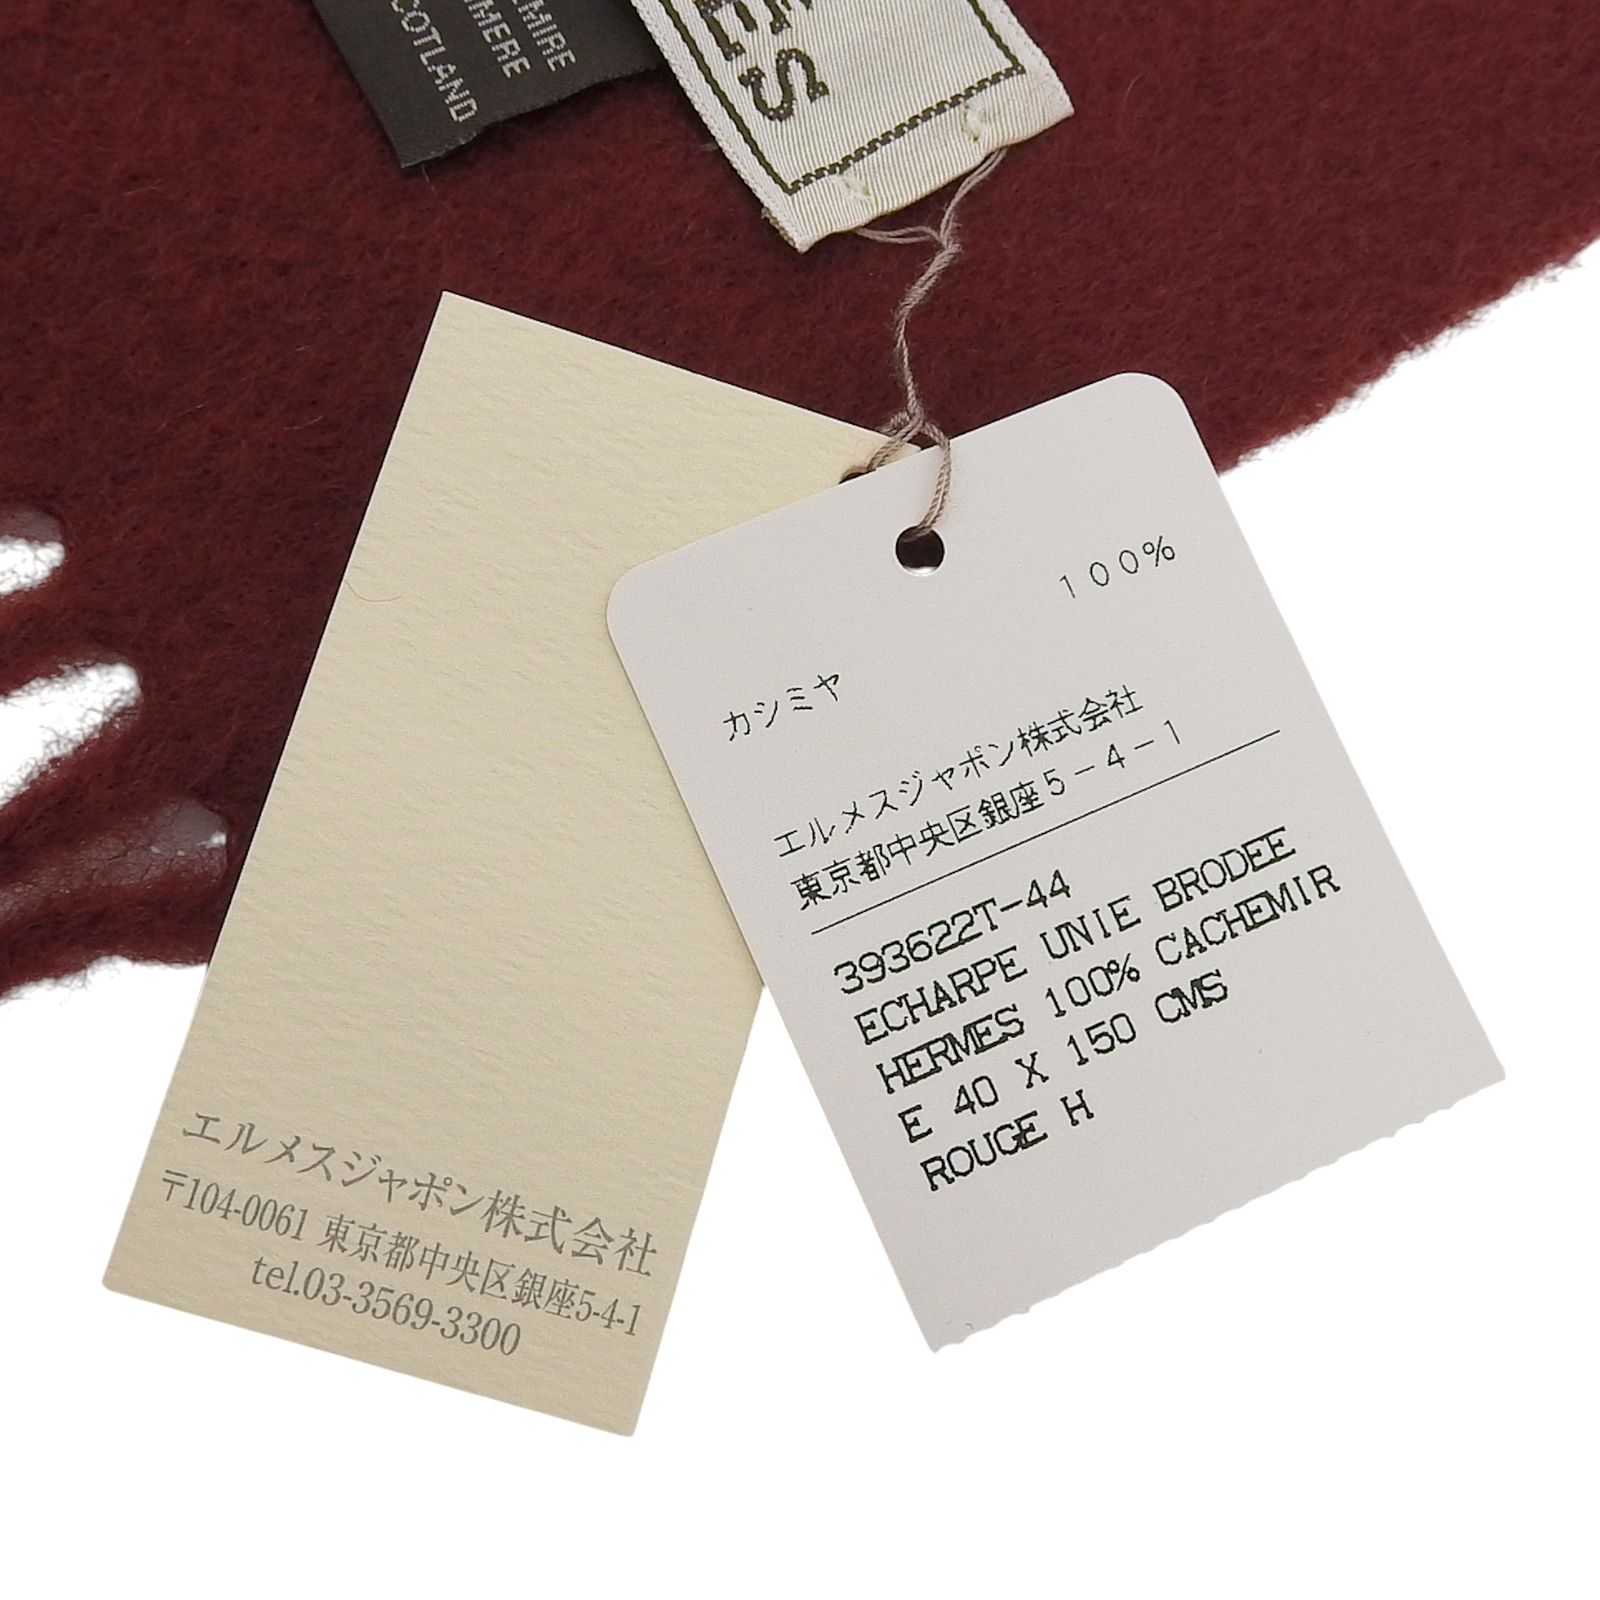 COTLAND
ES
100%
カシミヤ
エルメスジャポン株式会社
東京都中央区銀座5-4-1
393622T-44
ECHARPE UNIE BRODEE
HERMES 100% CACHEMIR
E 40 X 150 CMS
ROUGE H
エルメスジャポン株式会社
〒104-0061 東京都中央区銀座5-4-1
tel.03-3569-3300